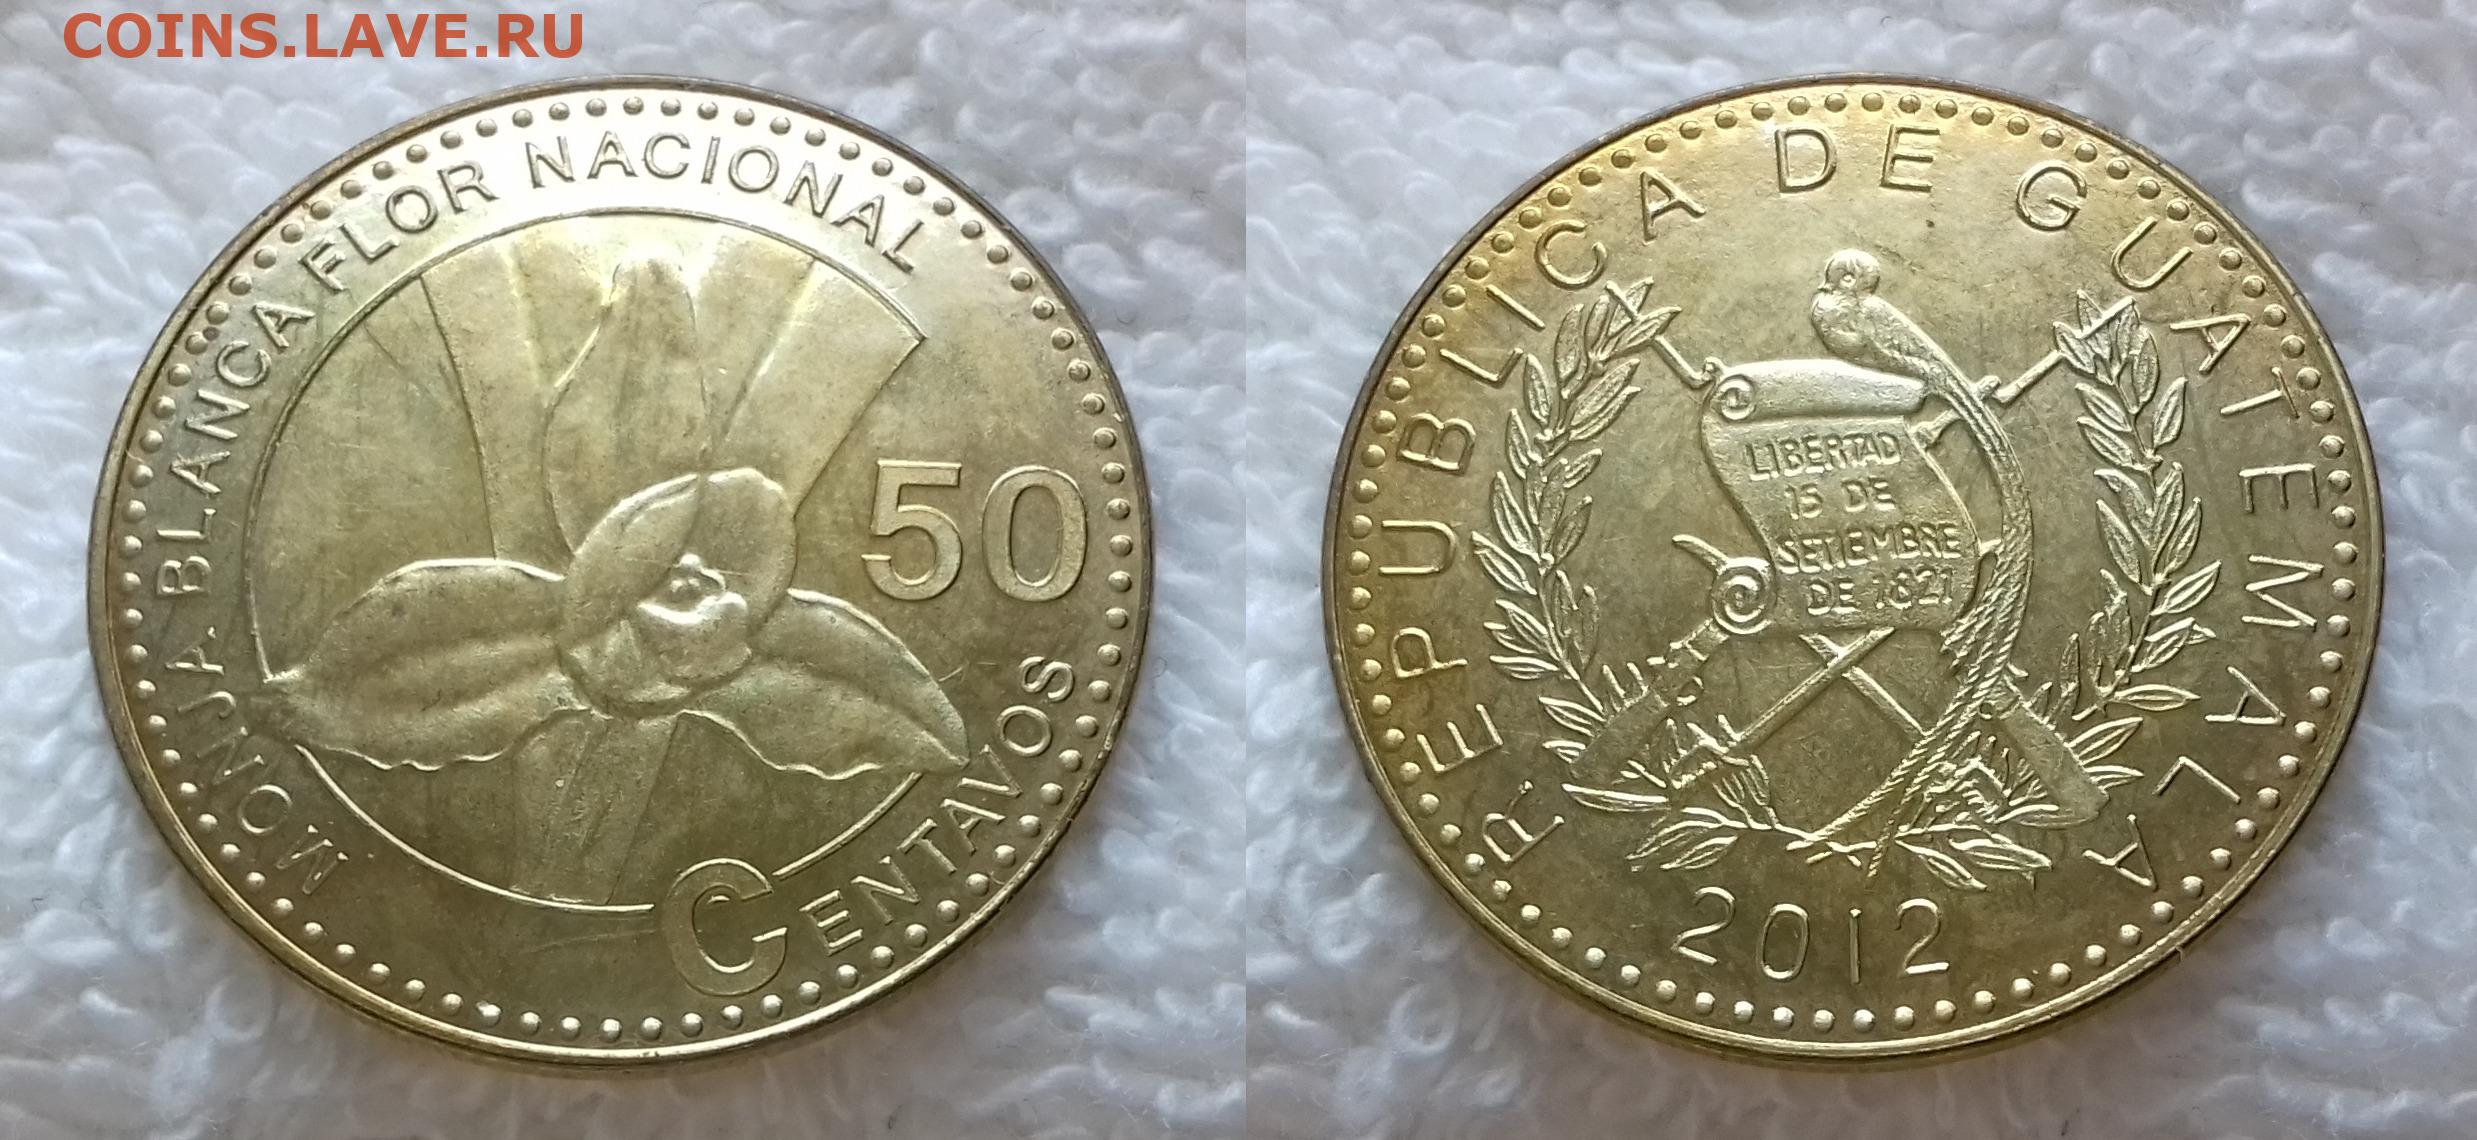 COINS.LAVE.RU
MONJA BLANCA FLOR NACIONAL
50
CENTAVOS
REPUBLICA DE GUATEMALA
LIBERTAD
15 DE
SETIEMBRE
DE 1821
2012